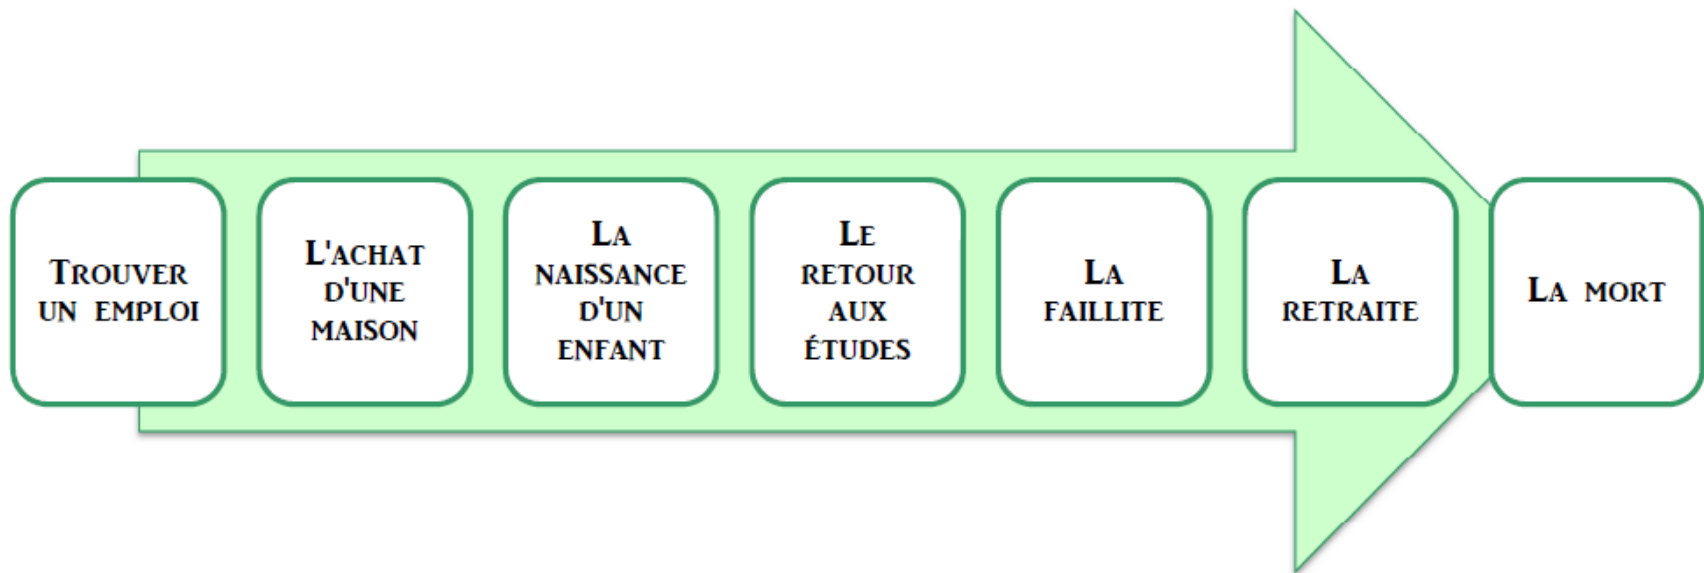 TROUVER
UN EMPLOI
L'ACHAT
D'UNE
MAISON
LA
NAISSANCE
D'UN
ENFANT
LE
RETOUR
AUX
ÉTUDES
LA
FAILLITE
LA
RETRAITE
LA MORT